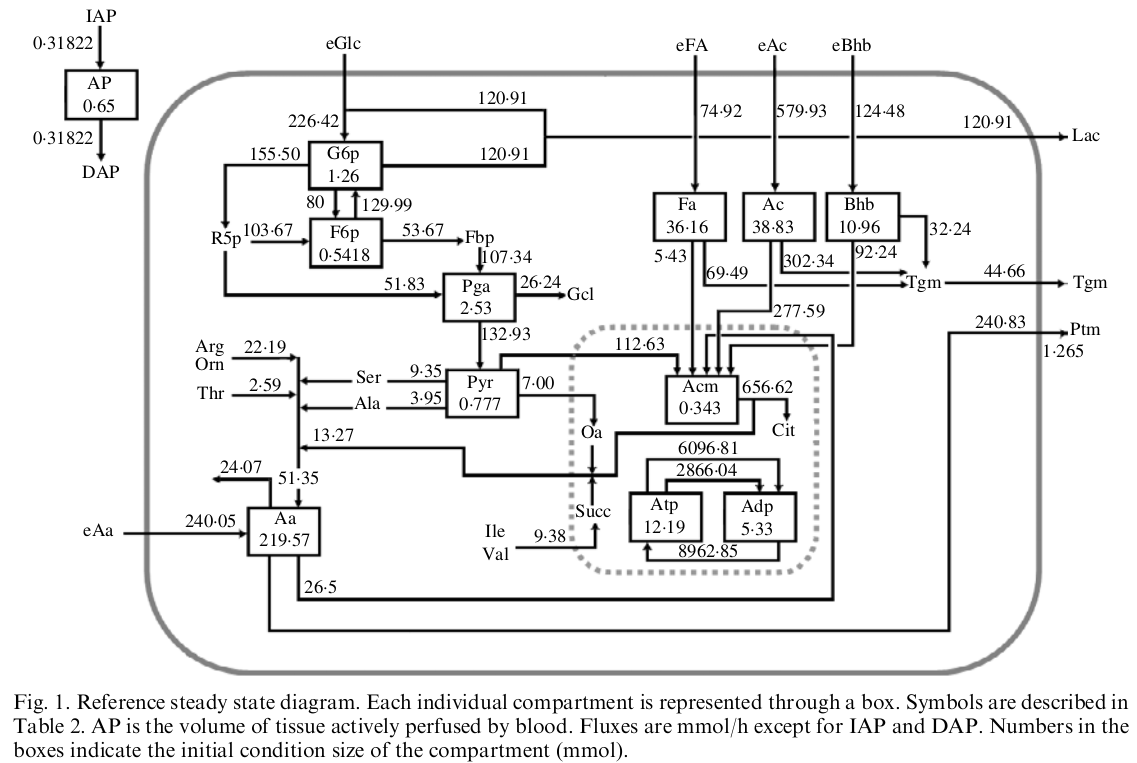 IAP
0·31822
AP
0·65
0·31822
DAP
eGlc
eFA
eAc
eBhb
120·91
226·42
74·92
579·93
124·48
120·91
Lac
155·50
G6p
1·26
120·91
80
129·99
R5p
103·67
F6p
0·5418
53·67
Fbp
107·34
Fa
36·16
Ac
38·83
Bhb
10·96
32·24
5·43
69·49
302·34
92·24
Tgm
44·66
Tgm
51·83
Pga
2·53
26·24
Gcl
277·59
132·93
240·83
Ptm
1·265
Arg
Orn
22·19
112·63
Thr
2·59
Ser
9·35
Ala
3·95
Pyr
0·777
7·00
Acm
0·343
656·62
Cit
Oa
13·27
6096·81
2866·04
24·07
51·35
Atp
12·19
Adp
5·33
8962·85
Succ
eAa
240·05
Aa
219·57
Ile
Val
9·38
26·5
Fig. 1. Reference steady state diagram. Each individual compartment is represented through a box. Symbols are described in
Table 2. AP is the volume of tissue actively perfused by blood. Fluxes are mmol/h except for IAP and DAP. Numbers in the
boxes indicate the initial condition size of the compartment (mmol).